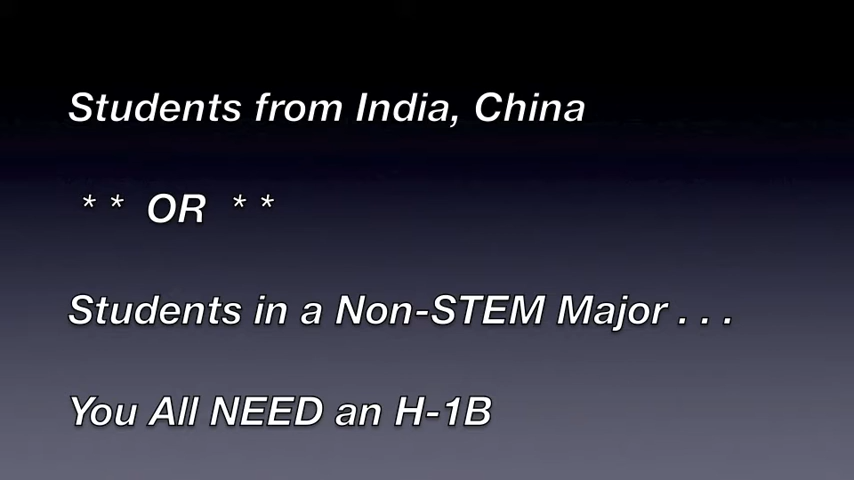 Students from India, China
** OR **
Students in a Non-STEM Major . . .
You All NEED an H-1B